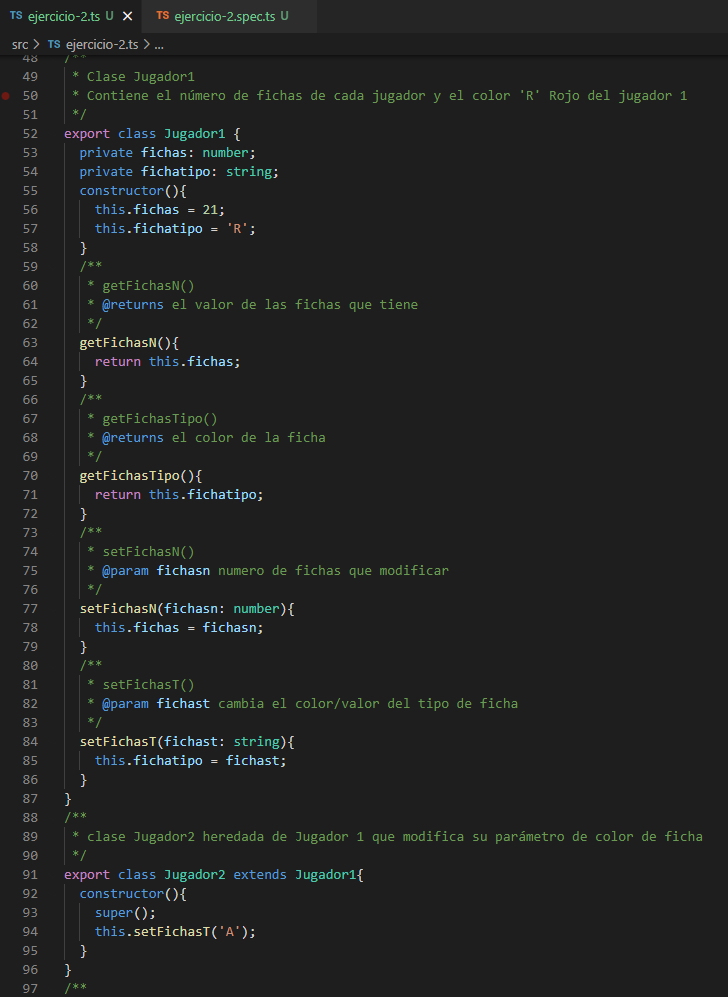 TS ejercicio-2.ts U ×
TS ejercicio-2.spec.ts U
src > TS ejercicio-2.ts > ...
48 /**
49 * Clase Jugador1
50 * Contiene el número de fichas de cada jugador y el color 'R' Rojo del jugador 1
51 */
52 export class Jugador1 {
53 private fichas: number;
54 private fichatipo: string;
55 constructor(){
56 this.fichas = 21;
57 this.fichatipo = 'R';
58 }
59 /**
60 * getFichasN()
61 * @returns el valor de las fichas que tiene
62 */
63 getFichasN(){
64 return this.fichas;
65 }
66 /**
67 * getFichasTipo()
68 * @returns el color de la ficha
69 */
70 getFichasTipo(){
71 return this.fichatipo;
72 }
73 /**
74 * setFichasN()
75 * @param fichasn numero de fichas que modificar
76 */
77 setFichasN(fichasn: number){
78 this.fichas = fichasn;
79 }
80 /**
81 * setFichasT()
82 * @param fichast cambia el color/valor del tipo de ficha
83 */
84 setFichasT(fichast: string){
85 this.fichatipo = fichast;
86 }
87 }
88 /**
89 * clase Jugador2 heredada de Jugador 1 que modifica su parámetro de color de ficha
90 */
91 export class Jugador2 extends Jugador1{
92 constructor(){
93 super();
94 this.setFichasT('A');
95 }
96 }
97 /**